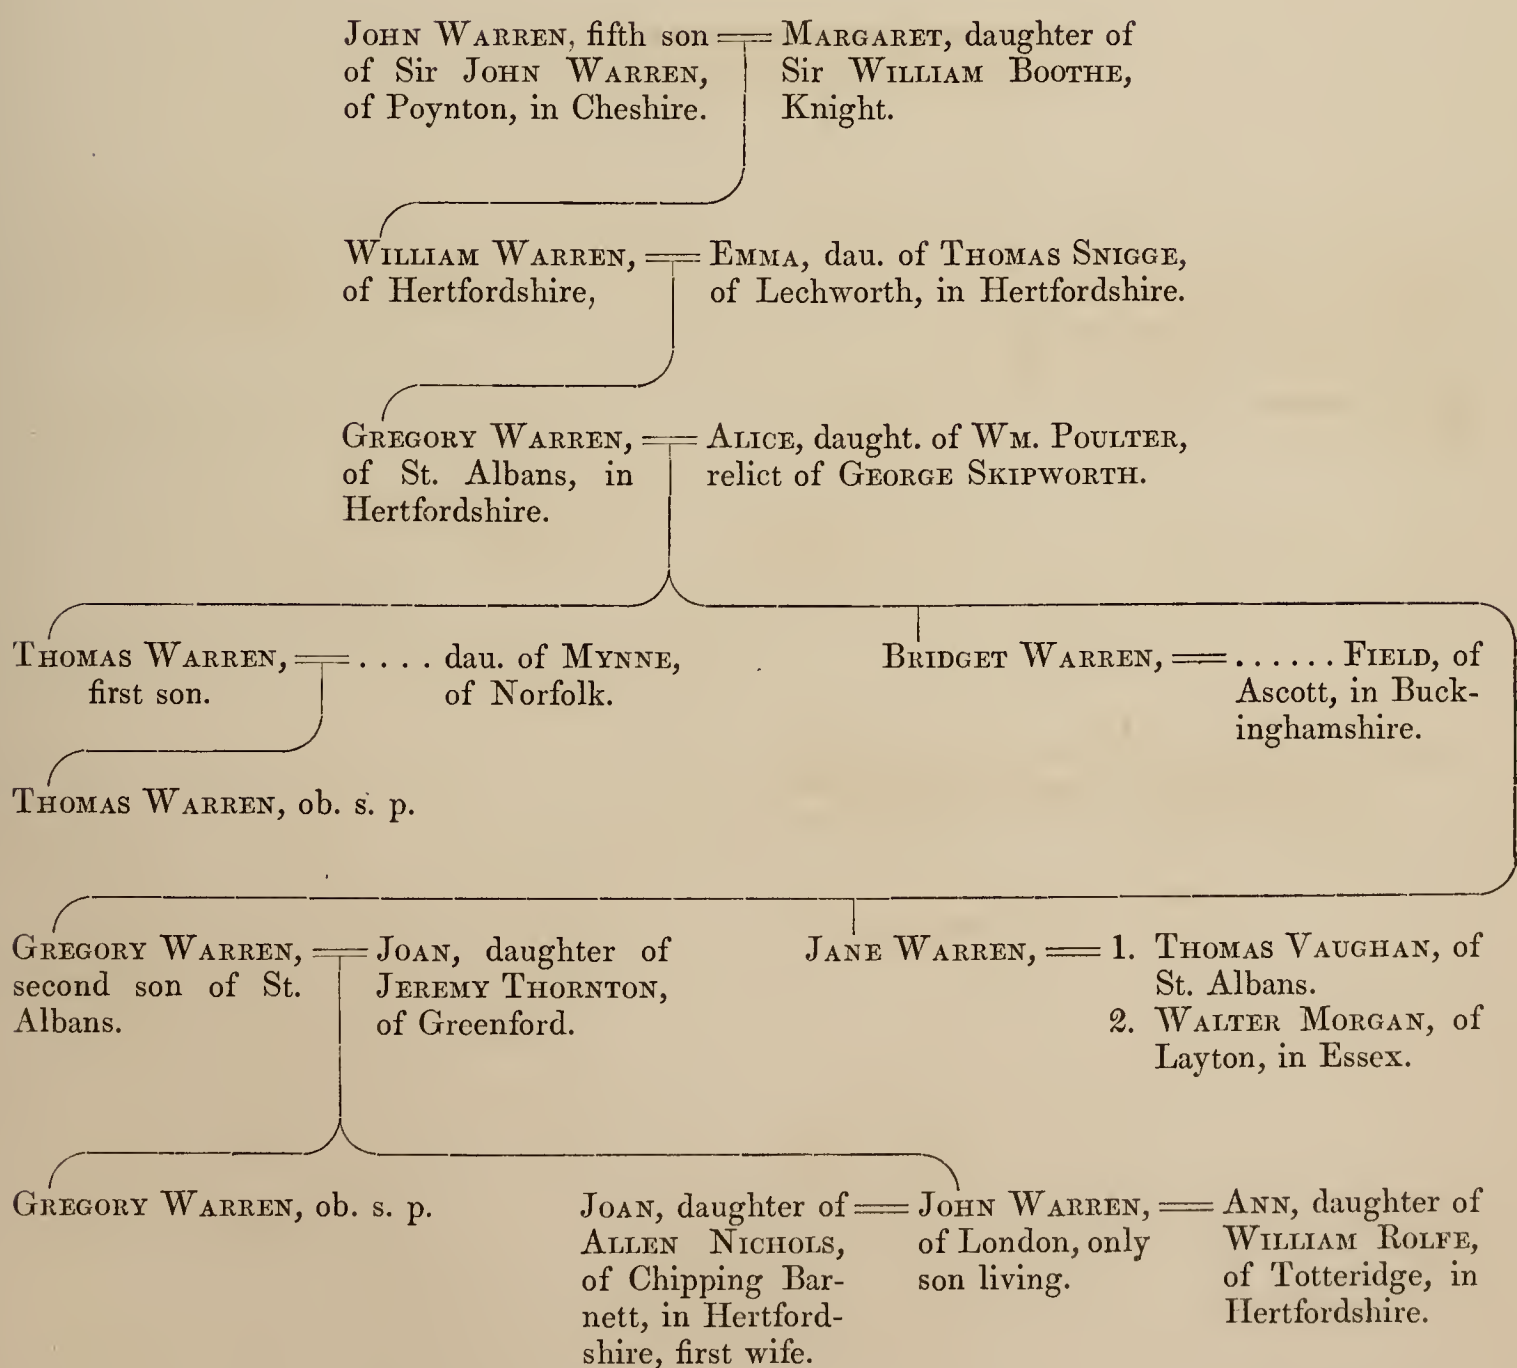 JOHN WARREN, fifth son
of Sir JOHN WARREN,
of Poynton, in Cheshire.
MARGARET, daughter of
Sir WILLIAM BOOTHE,
Knight.
WILLIAM WARREN,
of Hertfordshire,
EMMA, dau. of THOMAS SNIGGE,
of Lechworth, in Hertfordshire.
GREGORY WARREN,
of St. Albans, in
Hertfordshire.
ALICE, daught. of WM. POULTER,
relict of GEORGE SKIPWORTH.
THOMAS WARREN,
first son.
. . . . dau. of MYNNE,
of Norfolk.
BRIDGET WARREN,
. . . . . . FIELD, of
Ascott, in Buck-
inghamshire.
THOMAS WARREN, ob. s. p.
GREGORY WARREN,
second son of St.
Albans.
JOAN, daughter of
JEREMY THORNTON,
of Greenford.
JANE WARREN,
1. THOMAS VAUGHAN, of
St. Albans.
2. WALTER MORGAN, of
Layton, in Essex.
GREGORY WARREN, ob. s. p.
JOAN, daughter of
ALLEN NICHOLS,
of Chipping Bar-
nett, in Hertford-
shire, first wife.
JOHN WARREN,
of London, only
son living.
ANN, daughter of
WILLIAM ROLFE,
of Totteridge, in
Hertfordshire.